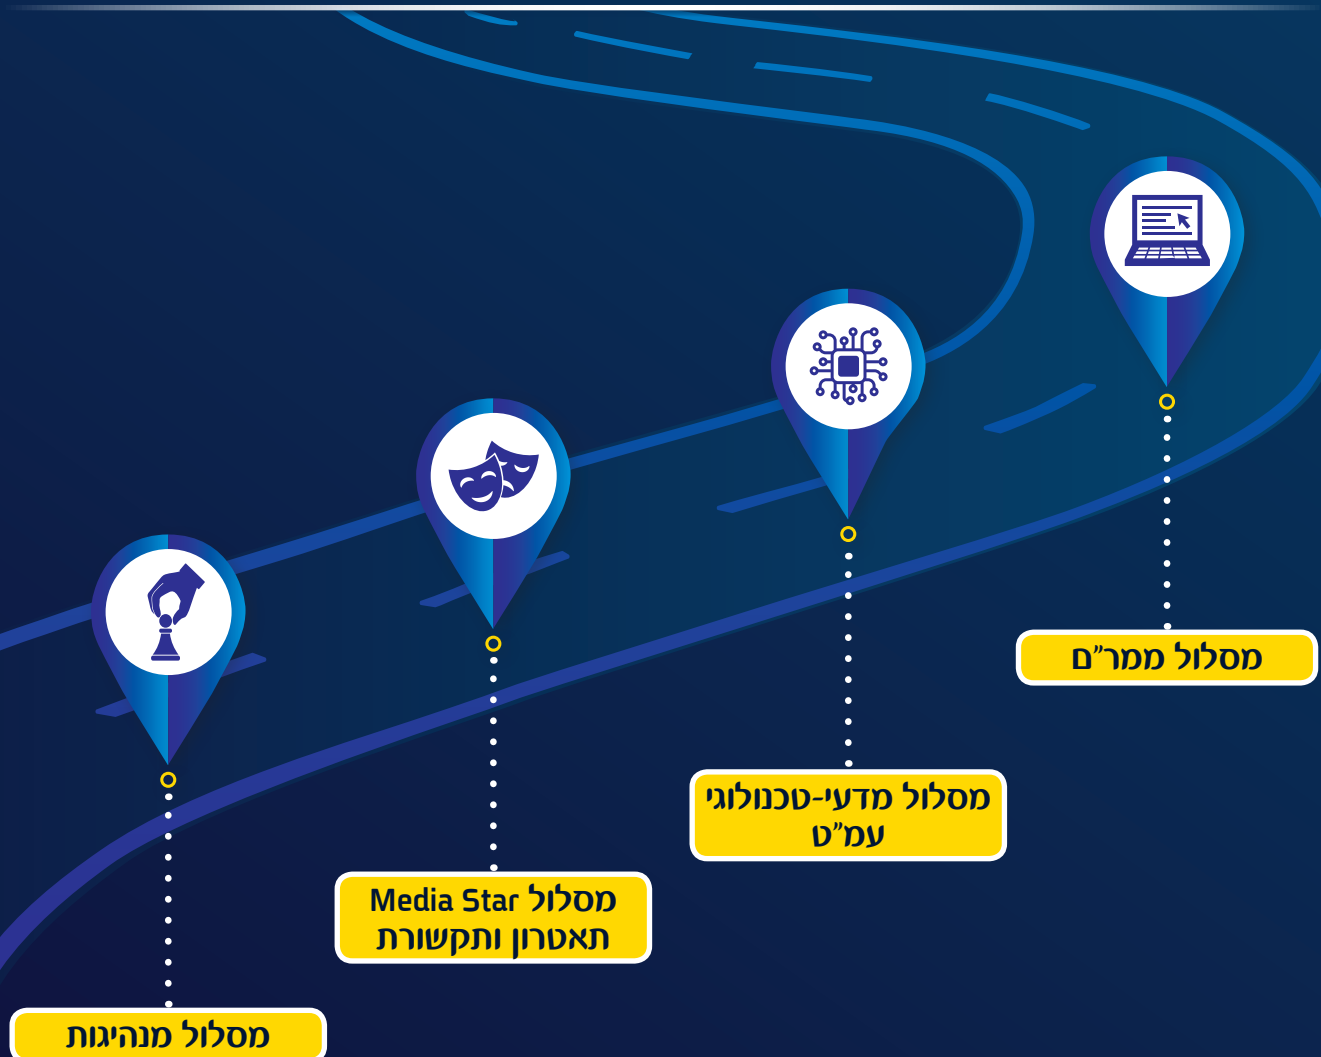 מסלול ממר"ם
מסלול מדעי-טכנולוגי
עמ"ט
מסלול Media Star
תאטרון ותקשורת
מסלול מנהיגות